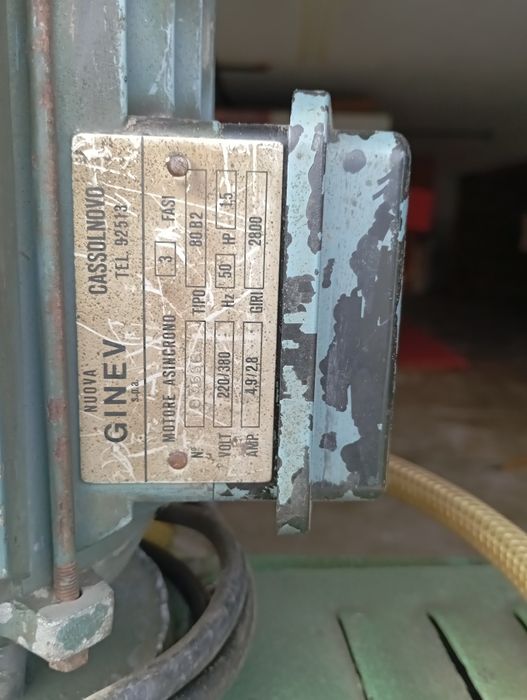 NUOVA
GINEV CASSOLNOVO
s.p.a. TEL. 92513
MOTORE ASINCRONO 3 FASI
N° TIPO 80 B2
VOLT 220/380 Hz 50 HP 1,5
AMP. 4,9/2,8 GIRI 2800